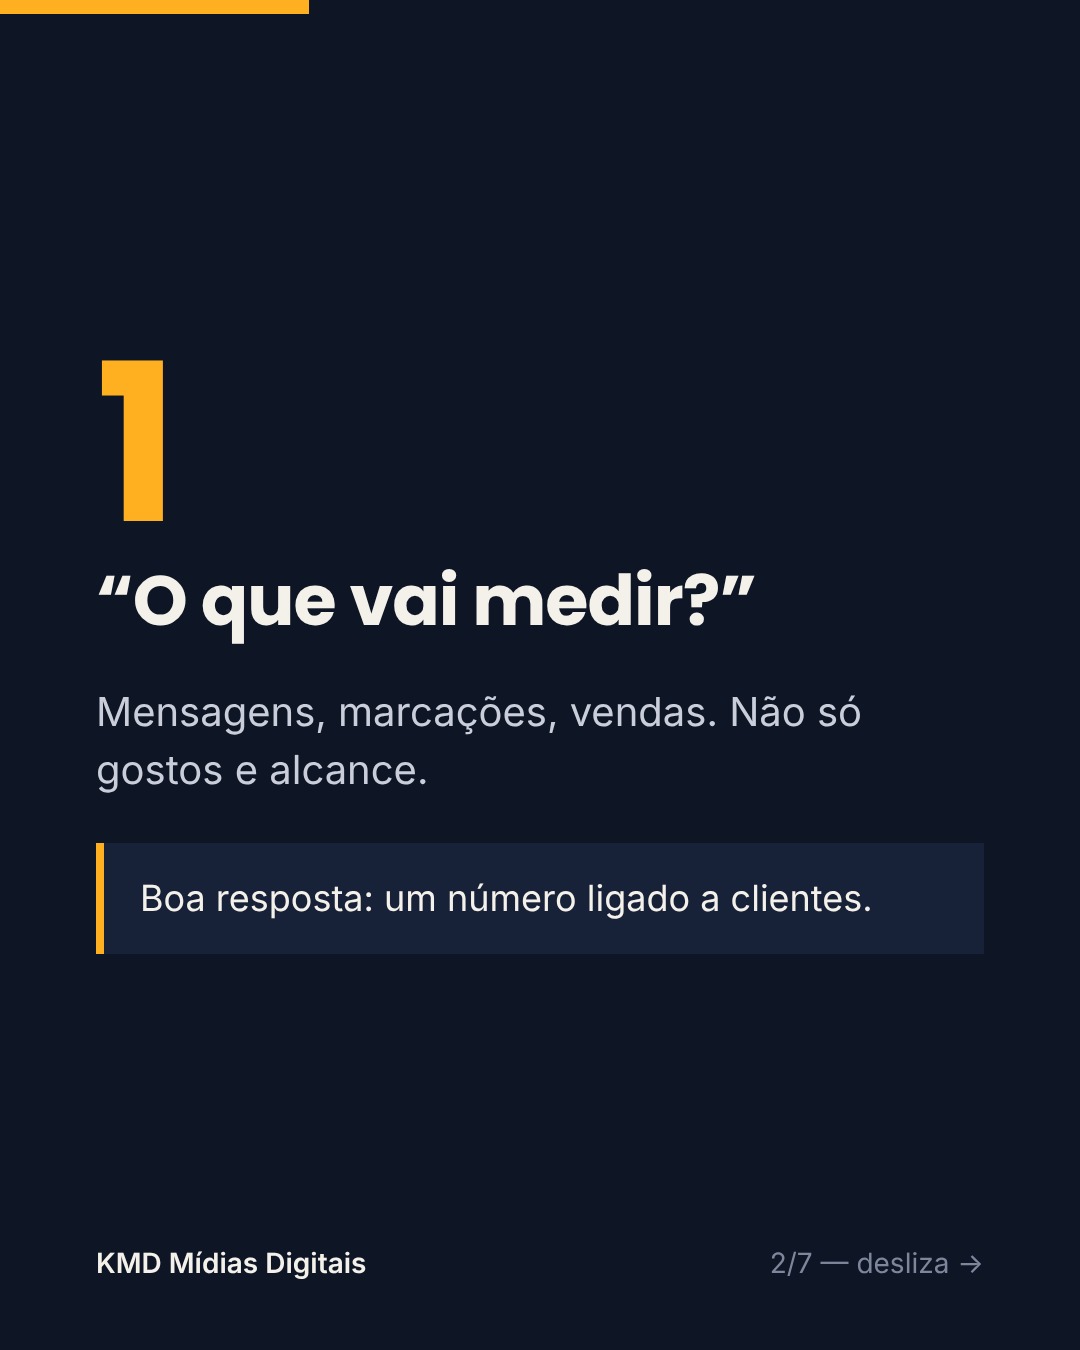 1
“O que vai medir?”
Mensagens, marcações, vendas. Não só
gostos e alcance.
Boa resposta: um número ligado a clientes.
KMD Mídias Digitais
2/7 — desliza →